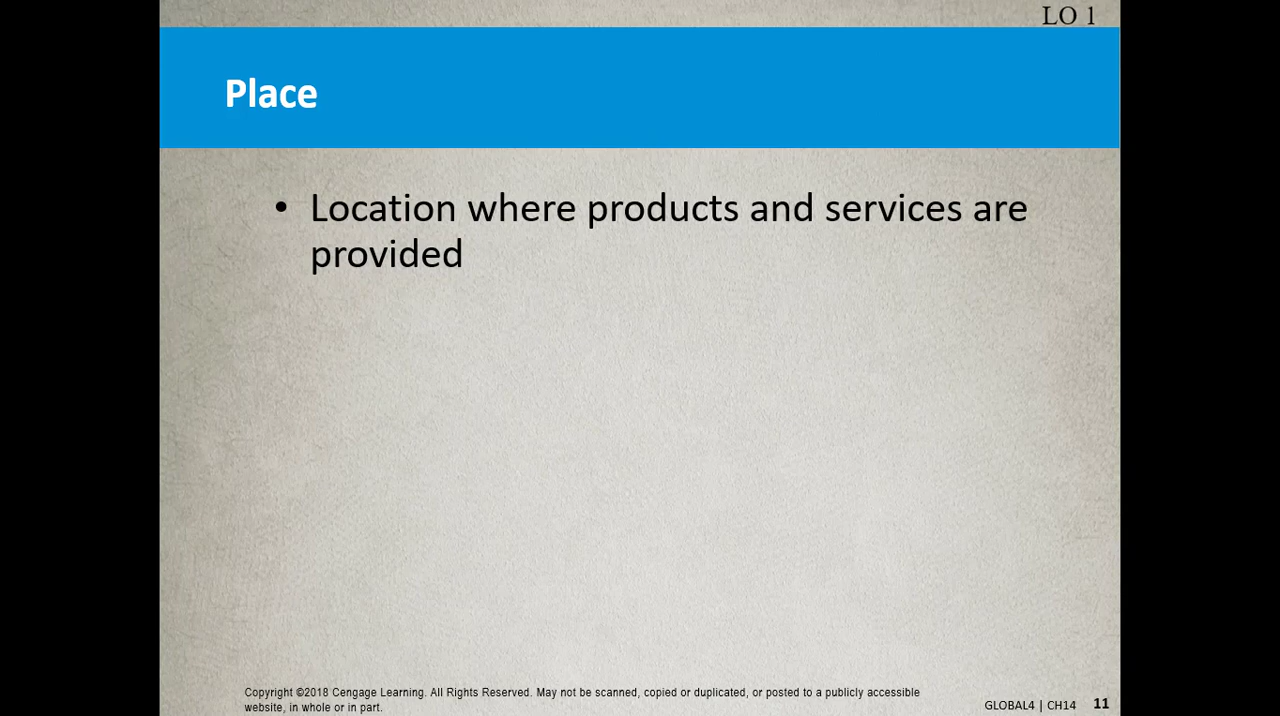 LO 1
Place
• Location where products and services are
provided
Copyright ©2018 Cengage Learning. All Rights Reserved. May not be scanned, copied or duplicated, or posted to a publicly accessible
website, in whole or in part.
GLOBAL4 | CH14 11